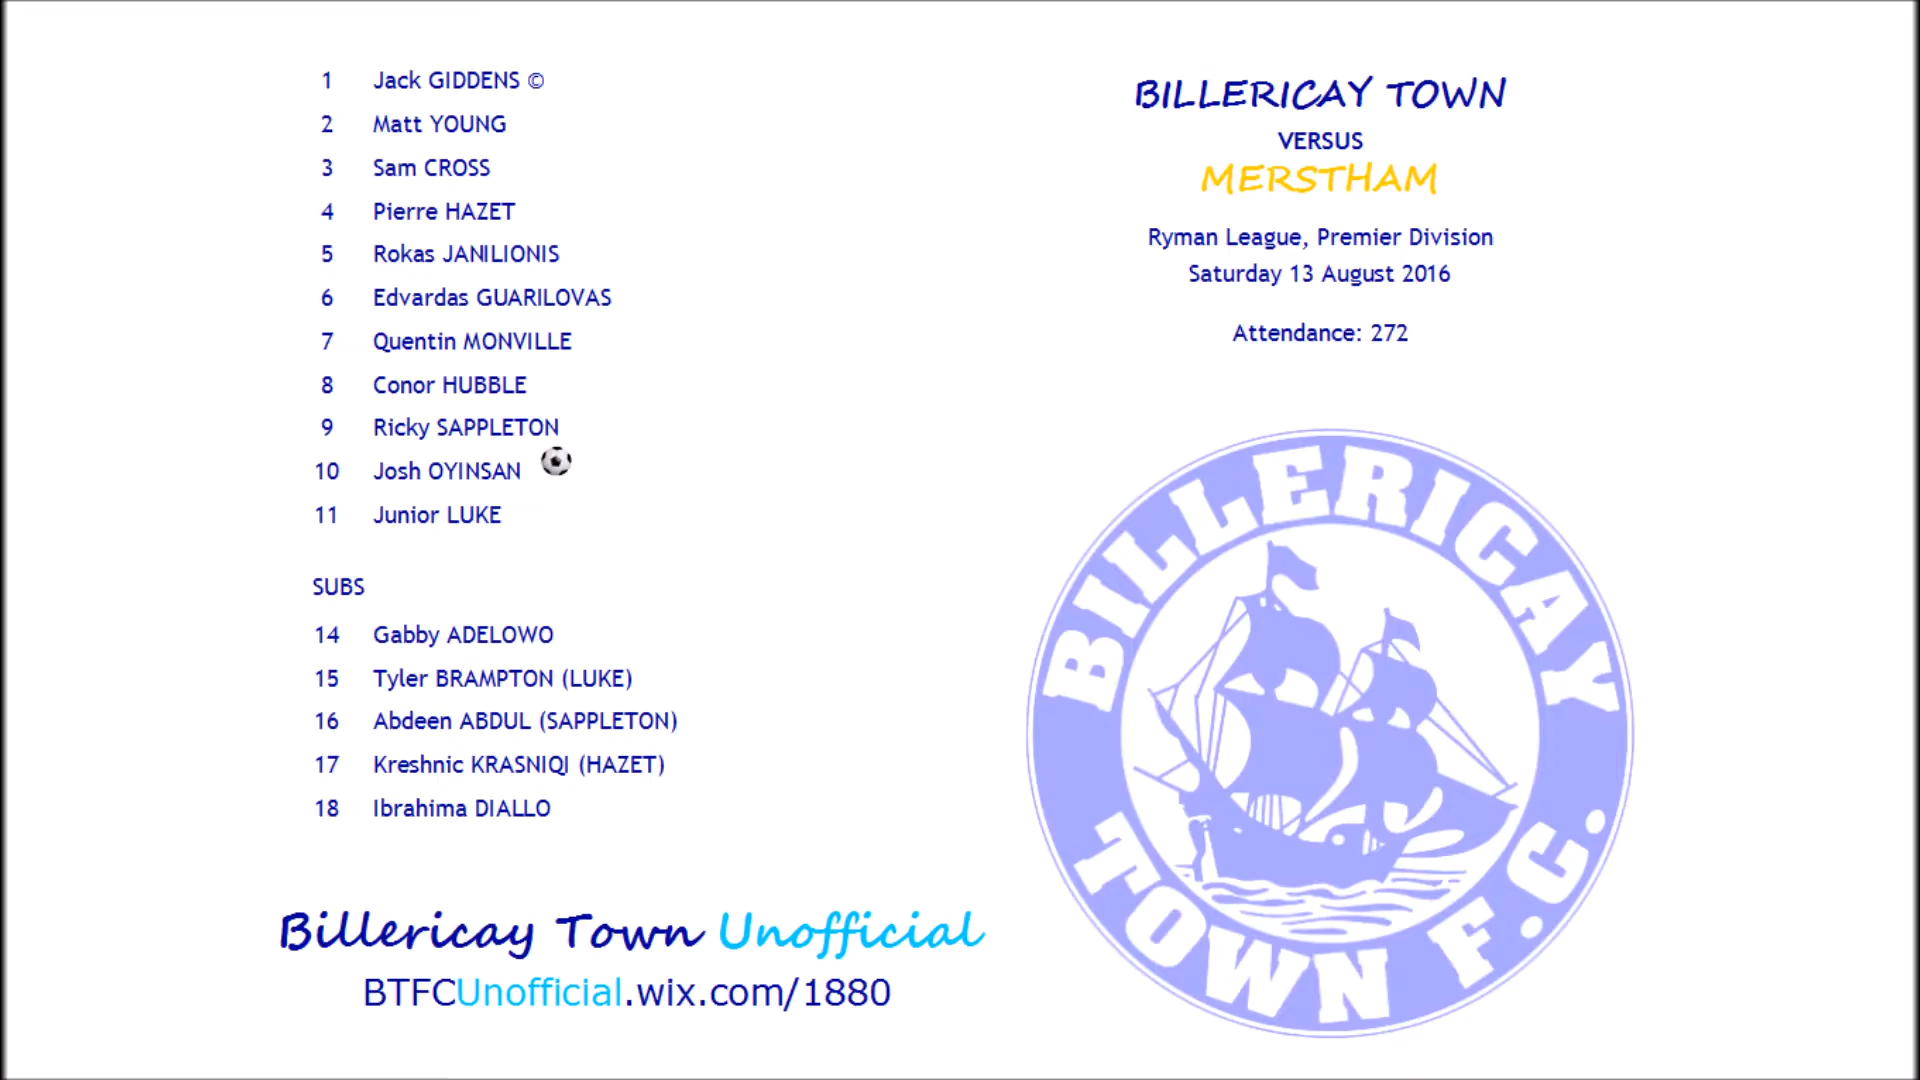 1 Jack GIDDENS ©
2 Matt YOUNG
3 Sam CROSS
4 Pierre HAZET
5 Rokas JANILIONIS
6 Edvardas GUARILOVAS
7 Quentin MONVILLE
8 Conor HUBBLE
9 Ricky SAPPLETON
10 Josh OYINSAN
11 Junior LUKE
SUBS
14 Gabby ADELOWO
15 Tyler BRAMPTON (LUKE)
16 Abdeen ABDUL (SAPPLETON)
17 Kreshnic KRASNIQI (HAZET)
18 Ibrahima DIALLO
Billericay Town Unofficial
BTFCUnofficial.wix.com/1880
BILLERICAY TOWN
VERSUS
MERSTHAM
Ryman League, Premier Division
Saturday 13 August 2016
Attendance: 272
BILLERICAY
TOWN F.C.